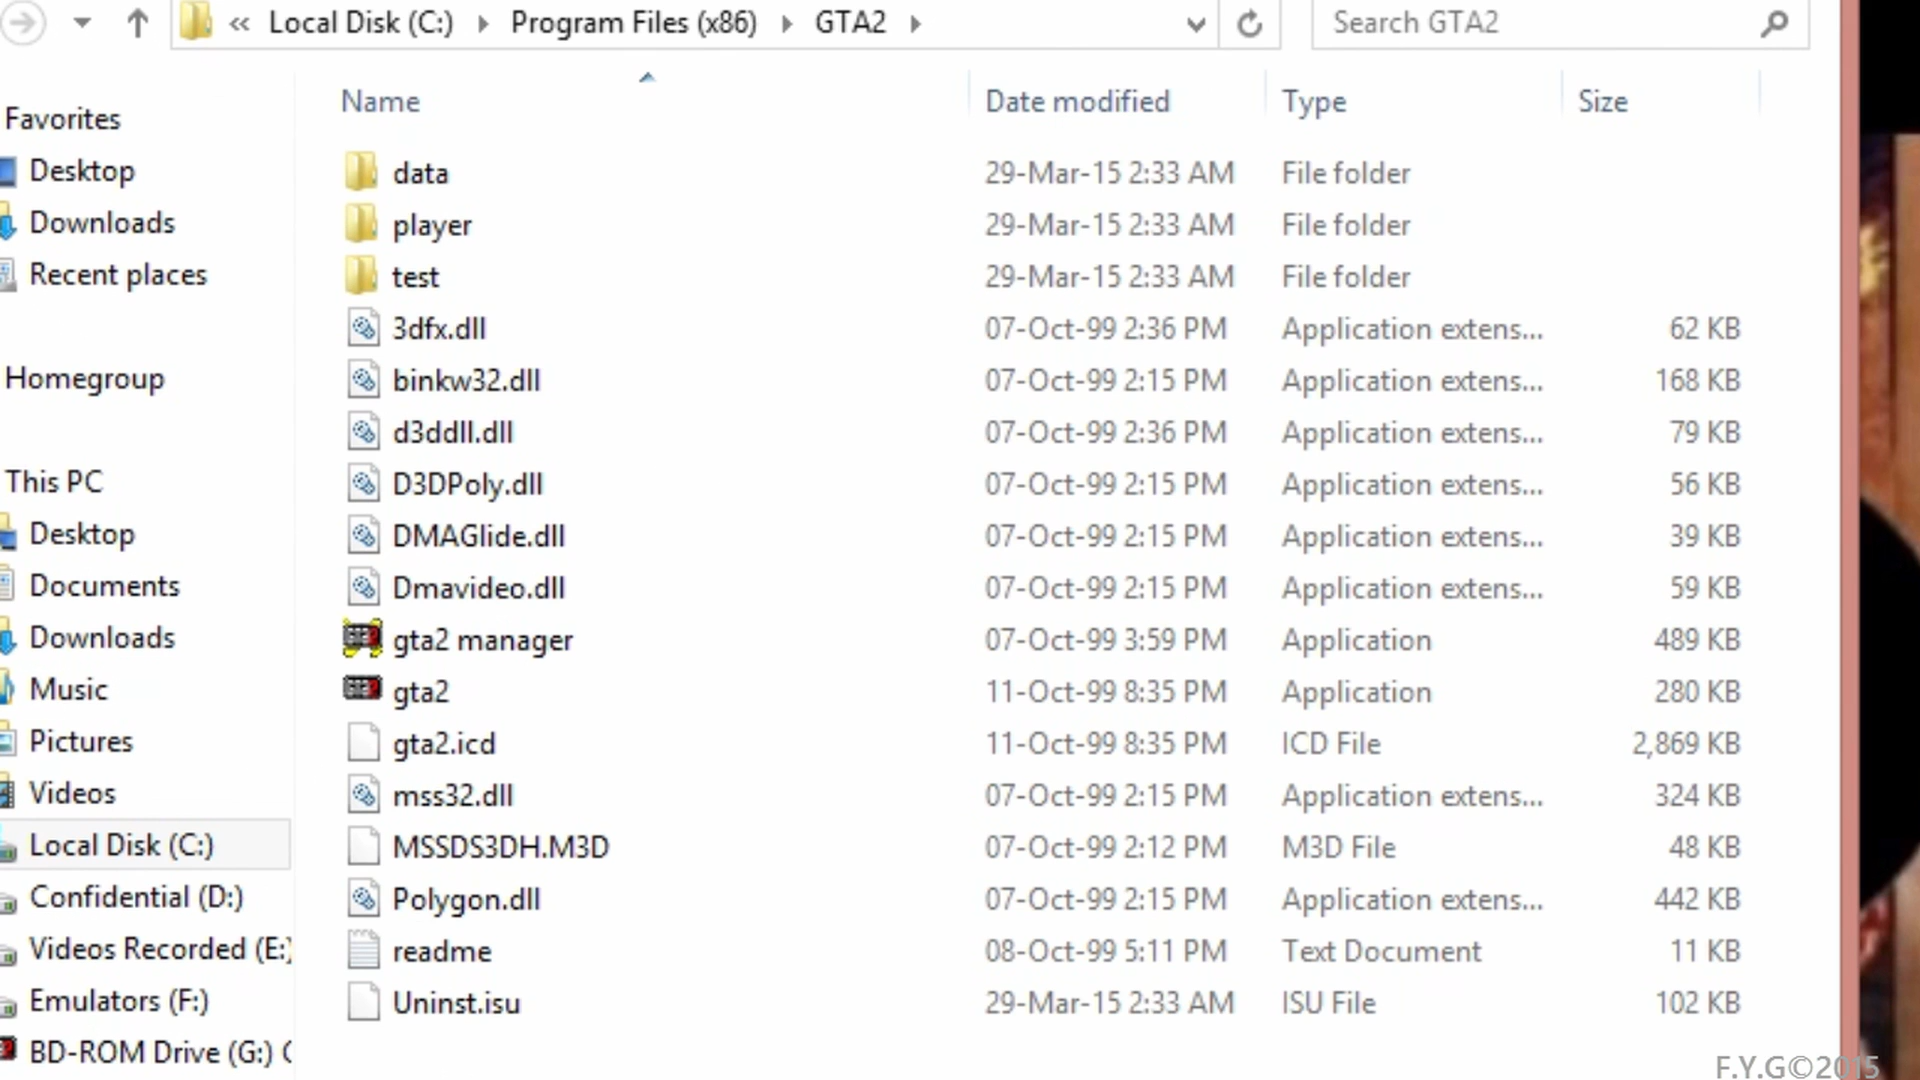 « Local Disk (C:) Program Files (x86) GTA2 Search GTA2
Name Date modified Type Size
Favorites
Desktop
Downloads
Recent places
Homegroup
This PC
Desktop
Documents
Downloads
Music
Pictures
Videos
Local Disk (C:)
Confidential (D:)
Videos Recorded (E:)
Emulators (F:)
BD-ROM Drive (G:)
data 29-Mar-15 2:33 AM File folder
player 29-Mar-15 2:33 AM File folder
test 29-Mar-15 2:33 AM File folder
3dfx.dll 07-Oct-99 2:36 PM Application extens... 62 KB
binkw32.dll 07-Oct-99 2:15 PM Application extens... 168 KB
d3ddll.dll 07-Oct-99 2:36 PM Application extens... 79 KB
D3DPoly.dll 07-Oct-99 2:15 PM Application extens... 56 KB
DMAGlide.dll 07-Oct-99 2:15 PM Application extens... 39 KB
Dmavideo.dll 07-Oct-99 2:15 PM Application extens... 59 KB
gta2 manager 07-Oct-99 3:59 PM Application 489 KB
gta2 11-Oct-99 8:35 PM Application 280 KB
gta2.icd 11-Oct-99 8:35 PM ICD File 2,869 KB
mss32.dll 07-Oct-99 2:15 PM Application extens... 324 KB
MSSDS3DH.M3D 07-Oct-99 2:12 PM M3D File 48 KB
Polygon.dll 07-Oct-99 2:15 PM Application extens... 442 KB
readme 08-Oct-99 5:11 PM Text Document 11 KB
Uninst.isu 29-Mar-15 2:33 AM ISU File 102 KB
F.Y.G©2015